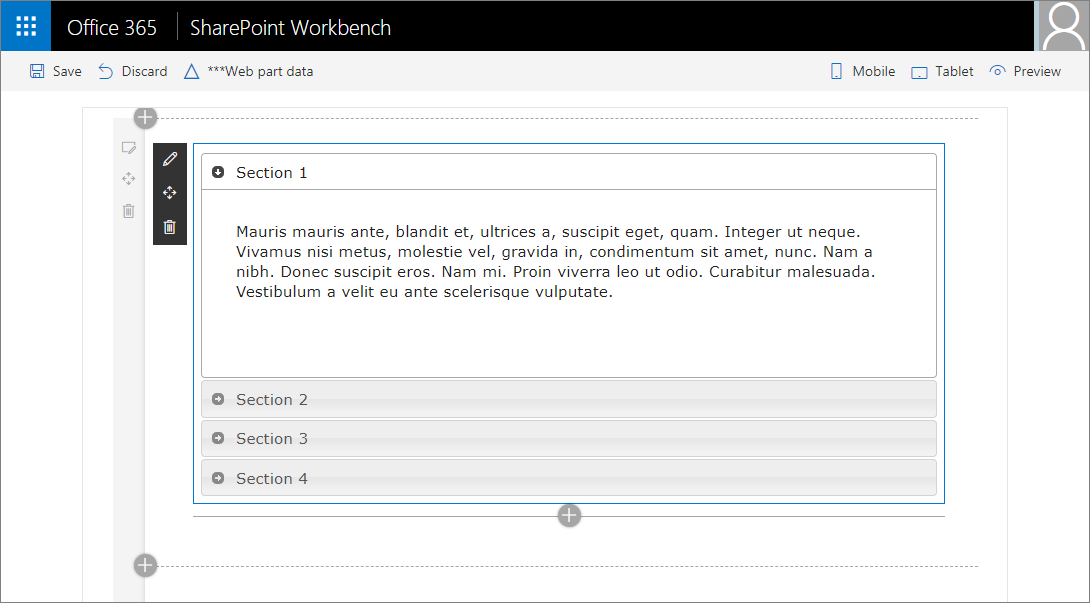 Office 365 SharePoint Workbench
Save Discard ***Web part data Mobile Tablet Preview
Section 1
Mauris mauris ante, blandit et, ultrices a, suscipit eget, quam. Integer ut neque.
Vivamus nisi metus, molestie vel, gravida in, condimentum sit amet, nunc. Nam a
nibh. Donec suscipit eros. Nam mi. Proin viverra leo ut odio. Curabitur malesuada.
Vestibulum a velit eu ante scelerisque vulputate.
Section 2
Section 3
Section 4